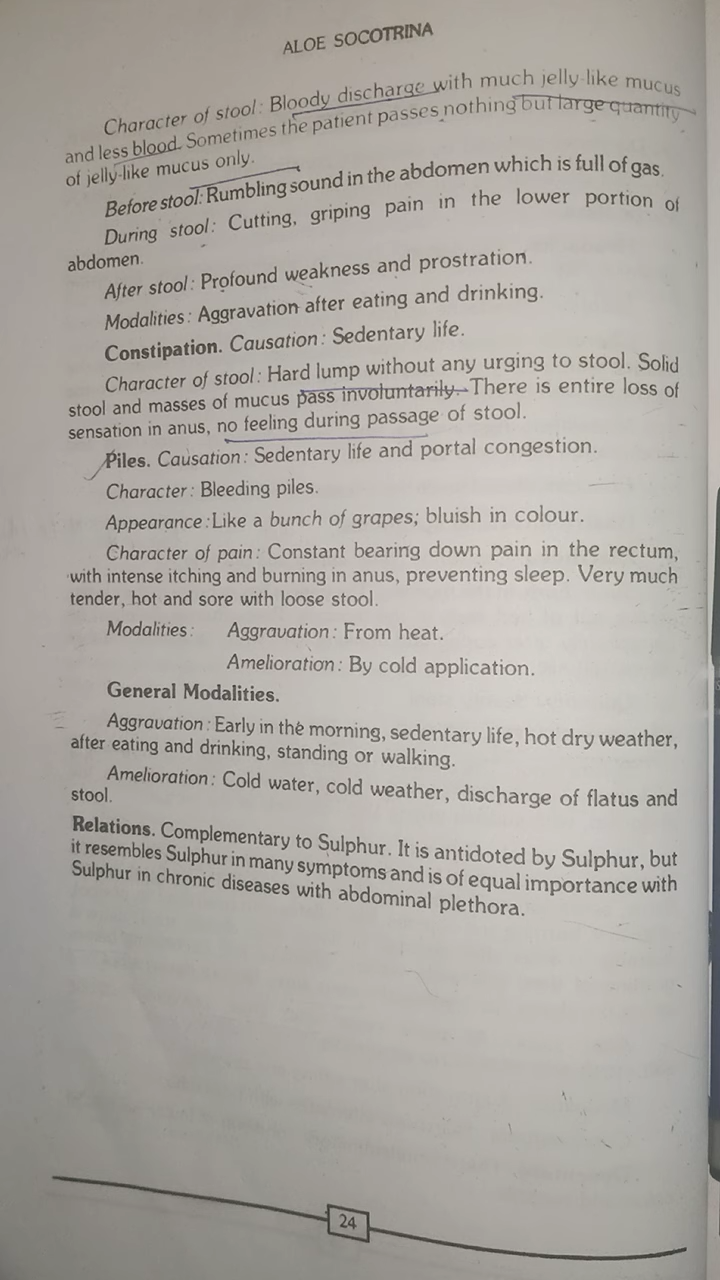 ALOE SOCOTRINA
Character of stool: Bloody discharge with much jelly-like mucus
and less blood. Sometimes the patient passes nothing but large quantity
of jelly-like mucus only.
Before stool: Rumbling sound in the abdomen which is full of gas.
During stool: Cutting, griping pain in the lower portion of
abdomen.
After stool: Profound weakness and prostration.
Modalities: Aggravation after eating and drinking.
Constipation. Causation: Sedentary life.
Character of stool: Hard lump without any urging to stool. Solid
stool and masses of mucus pass involuntarily. There is entire loss of
sensation in anus, no feeling during passage of stool.
Piles. Causation: Sedentary life and portal congestion.
Character: Bleeding piles.
Appearance: Like a bunch of grapes; bluish in colour.
Character of pain: Constant bearing down pain in the rectum,
with intense itching and burning in anus, preventing sleep. Very much
tender, hot and sore with loose stool.
Modalities: Aggravation: From heat.
Amelioration: By cold application.
General Modalities.
Aggravation: Early in the morning, sedentary life, hot dry weather,
after eating and drinking, standing or walking.
Amelioration: Cold water, cold weather, discharge of flatus and
stool.
Relations. Complementary to Sulphur. It is antidoted by Sulphur, but
it resembles Sulphur in many symptoms and is of equal importance with
Sulphur in chronic diseases with abdominal plethora.
24